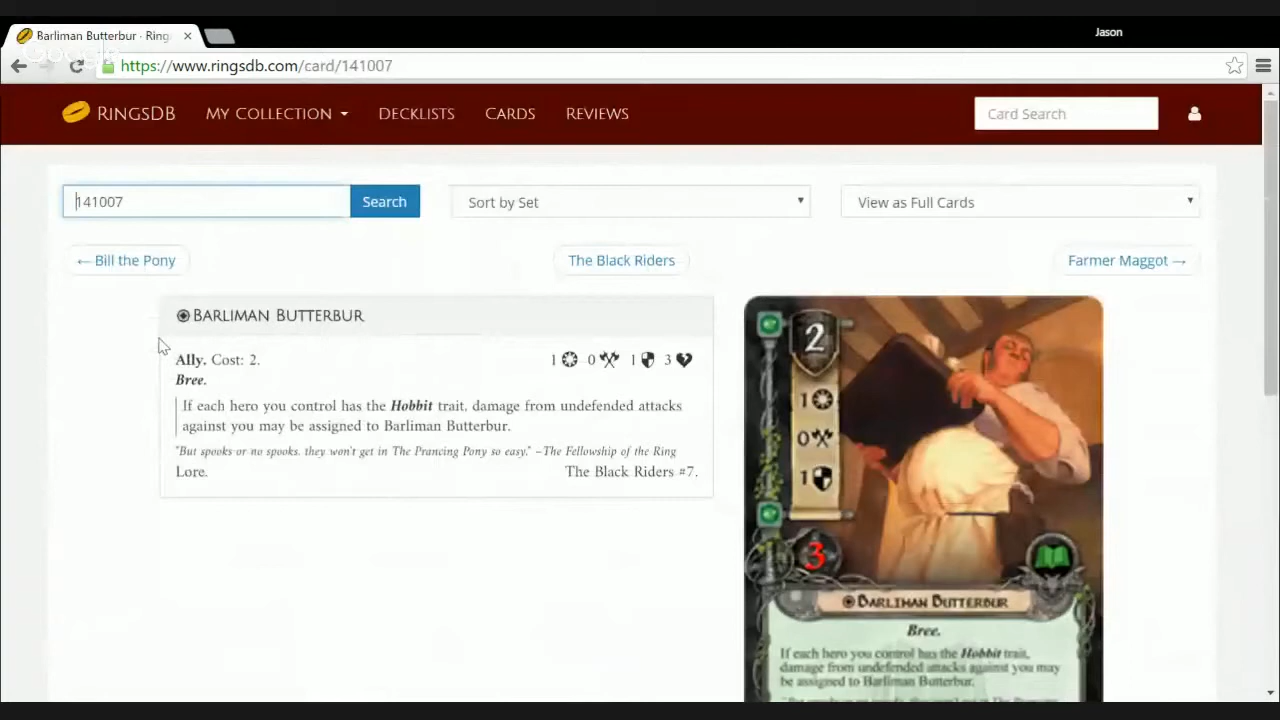 Barliman Butterbur · Ring
Jason
Google
https://www.ringsdb.com/card/141007
RingsDB My Collection Decklists Cards Reviews Card Search
141007 Search Sort by Set View as Full Cards
← Bill the Pony The Black Riders Farmer Maggot →
Barliman Butterbur
Ally. Cost: 2. 1 0 1 3
Bree.
If each hero you control has the Hobbit trait, damage from undefended attacks
against you may be assigned to Barliman Butterbur.
"But spooks or no spooks, they won't get in The Prancing Pony so easy." –The Fellowship of the Ring
Lore. The Black Riders #7.
2
1
0
1
3
Barliman Butterbur
Bree.
If each hero you control has the Hobbit trait,
damage from undefended attacks against you may
be assigned to Barliman Butterbur.